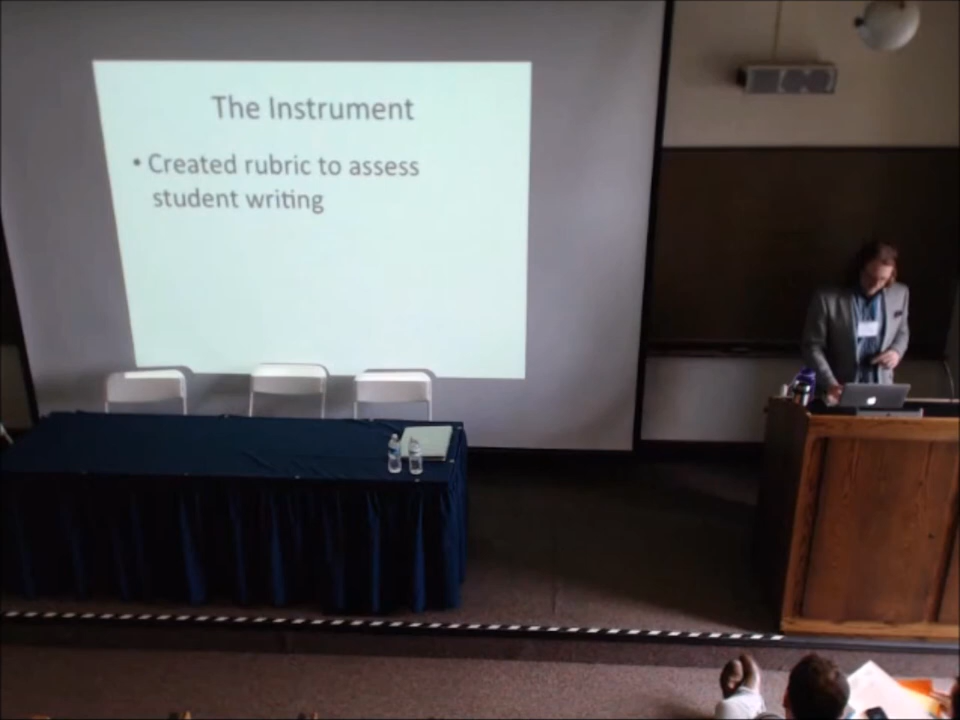 The Instrument
• Created rubric to assess
student writing